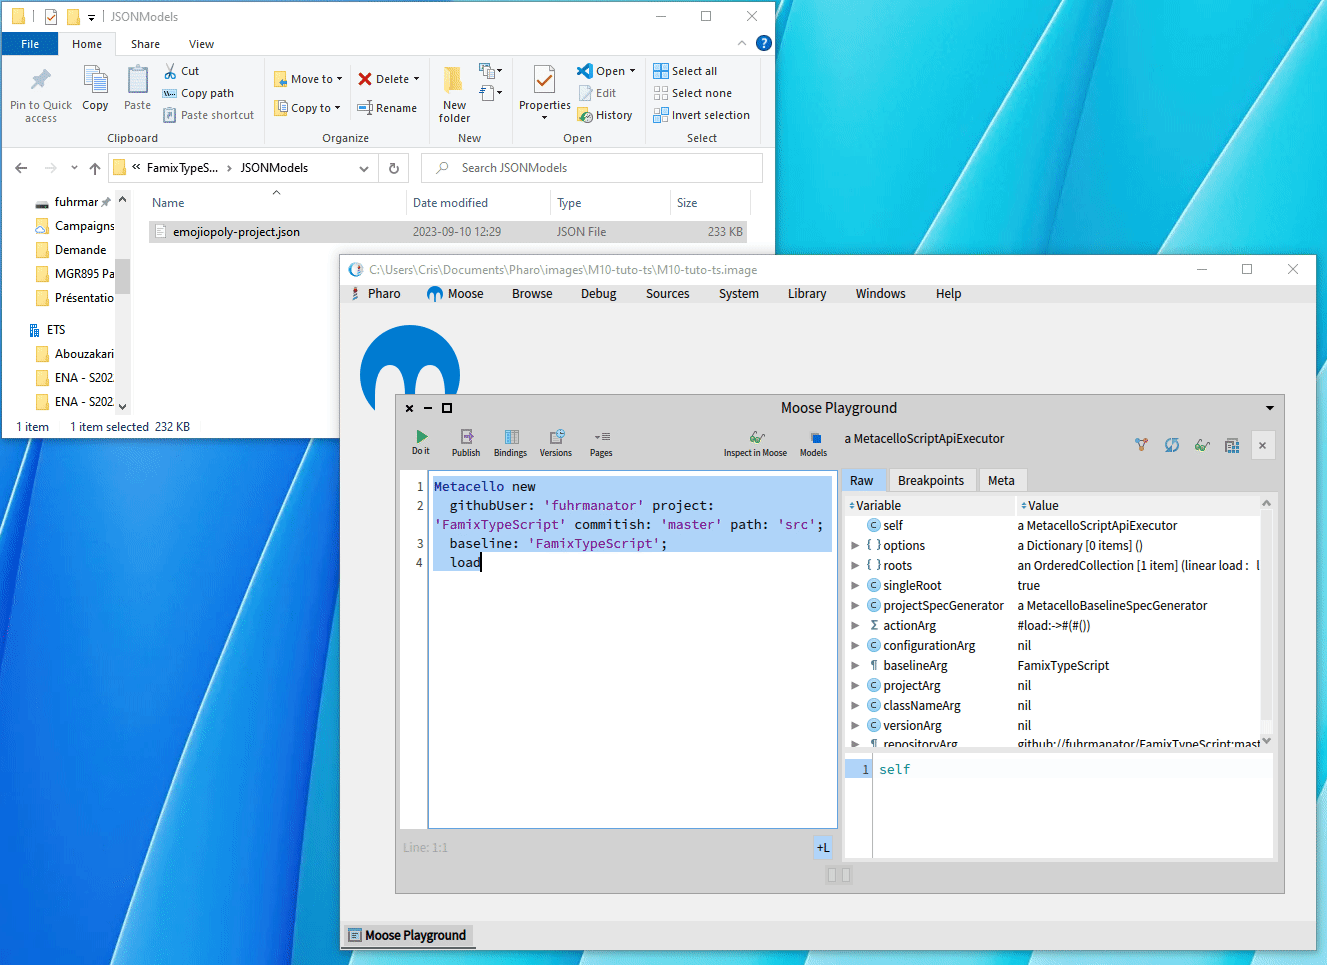 JSONModels
File Home Share View
Pin to Quick access
Copy
Paste
Cut
Copy path
Paste shortcut
Clipboard
Move to
Copy to
Delete
Rename
Organize
New folder
New
Properties
Open
Edit
History
Open
Select all
Select none
Invert selection
Select
« FamixTypeS... › JSONModels
Search JSONModels
Name Date modified Type Size
emojiopoly-project.json 2023-09-10 12:29 JSON File 233 KB
fuhrmar
Campaigns
Demande
MGR895 Pa
Présentatio
ETS
Abouzakari
ENA - S202
ENA - S202
1 item 1 item selected 232 KB
C:\Users\Cris\Documents\Pharo\images\M10-tuto-ts\M10-tuto-ts.image
Pharo Moose Browse Debug Sources System Library Windows Help
Moose Playground
Do it Publish Bindings Versions Pages Inspect in Moose Models
a MetacelloScriptApiExecutor
1 Metacello new
2 githubUser: 'fuhrmanator' project:
'FamixTypeScript' commitish: 'master' path: 'src';
3 baseline: 'FamixTypeScript';
4 load
Line: 1:1
+L
Raw Breakpoints Meta
Variable Value
self a MetacelloScriptApiExecutor
{ } options a Dictionary [0 items] ()
{ } roots an OrderedCollection [1 item] (linear load : l
singleRoot true
projectSpecGenerator a MetacelloBaselineSpecGenerator
Σ actionArg #load:->#(#())
configurationArg nil
¶ baselineArg FamixTypeScript
projectArg nil
classNameArg nil
versionArg nil
¶ repositoryArg github://fuhrmanator/FamixTypeScript:mast
1 self
Moose Playground